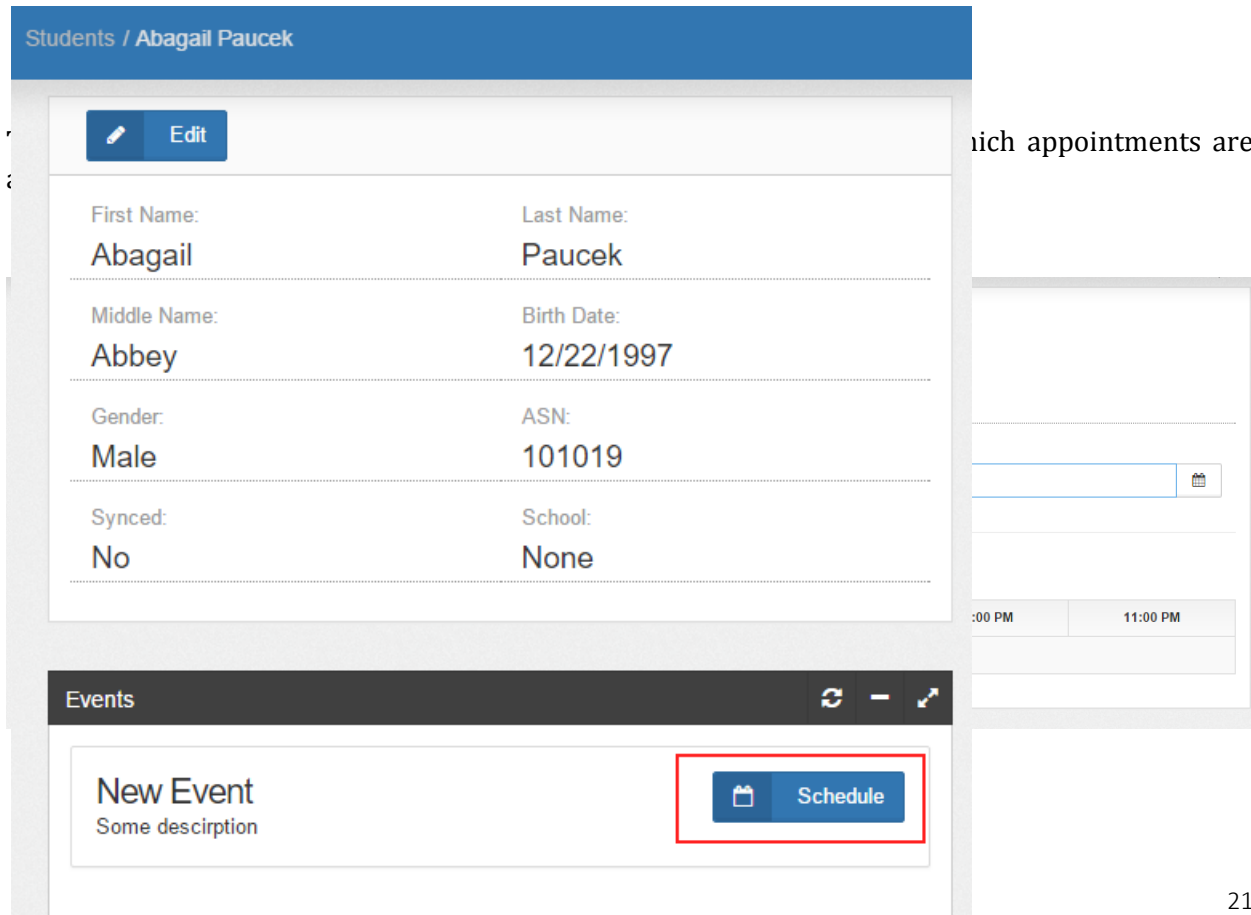 Students / Abagail Paucek
Edit
appointments are
First Name: Last Name:
Abagail Paucek
Middle Name: Birth Date:
Abbey 12/22/1997
Gender: ASN:
Male 101019
Synced: School:
No None
:00 PM 11:00 PM
Events
New Event
Schedule
Some descirption
21